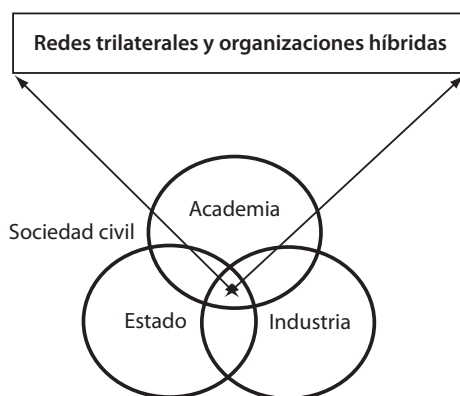 Redes trilaterales y organizaciones híbridas
Academia
Sociedad civil
Estado
Industria